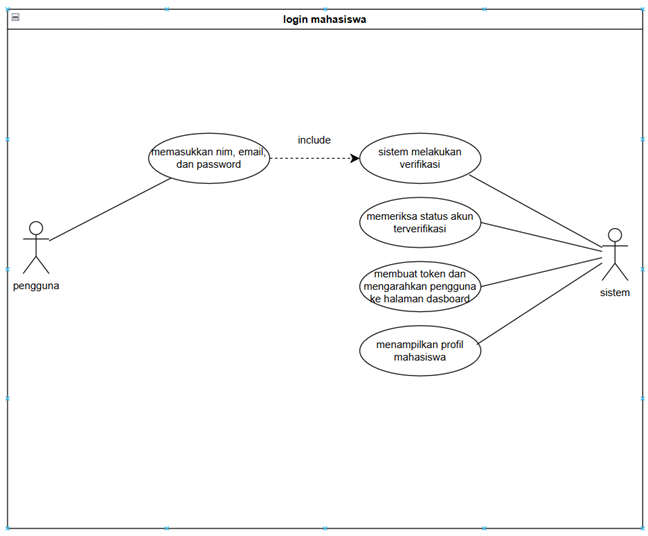 login mahasiswa
include
memasukkan nim, email,
dan password
sistem melakukan
verifikasi
memeriksa status akun
terverifikasi
membuat token dan
mengarahkan pengguna
ke halaman dasboard
menampilkan profil
mahasiswa
pengguna
sistem